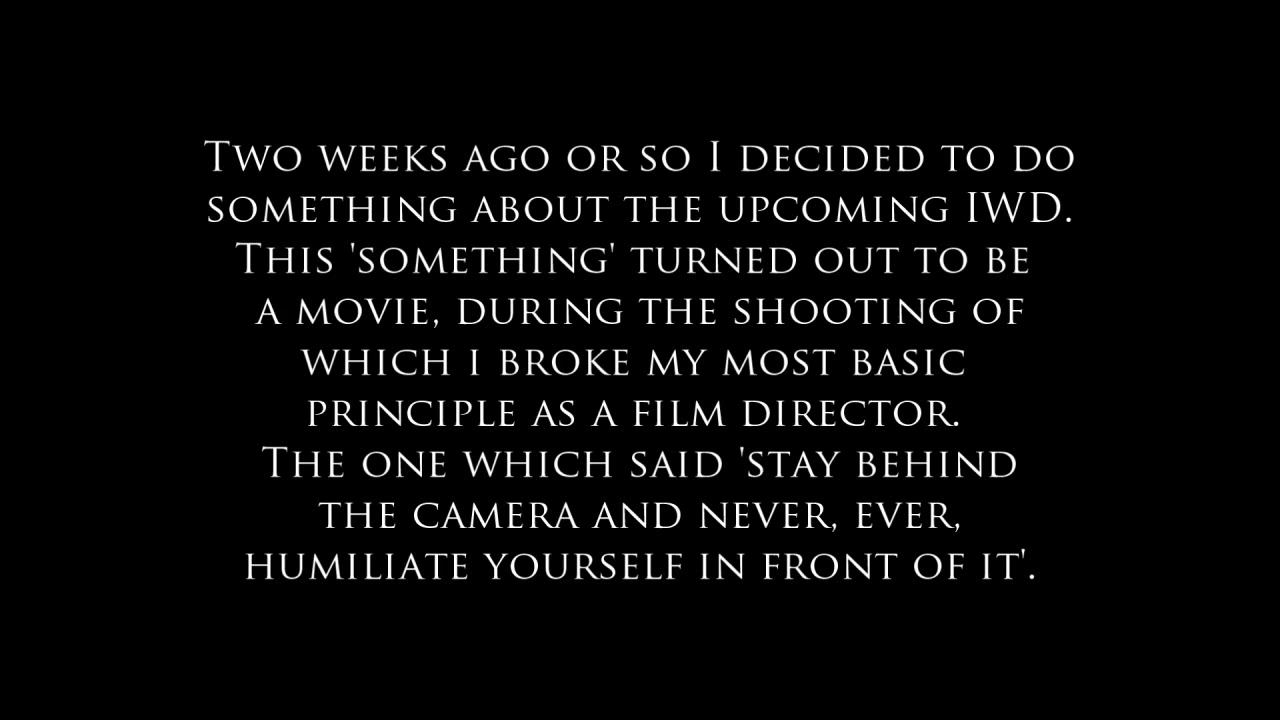 Two weeks ago or so I decided to do
something about the upcoming IWD.
This 'something' turned out to be
a movie, during the shooting of
which i broke my most basic
principle as a film director.
The one which said 'stay behind
the camera and never, ever,
humiliate yourself in front of it'.